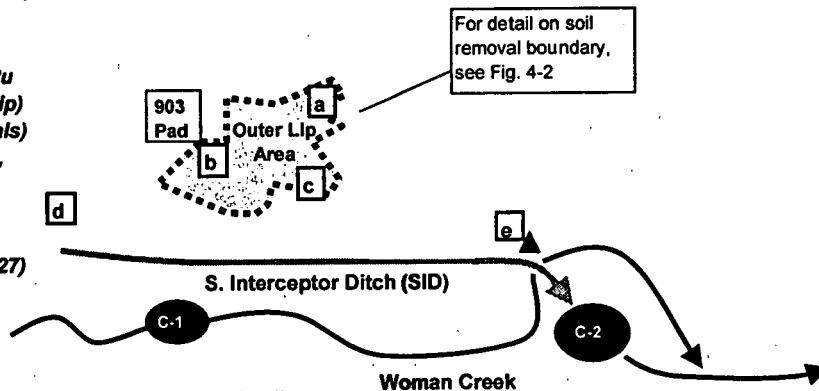 For detail on soil
removal boundary,
see Fig. 4-2
903
Pad
a
Outer Lip
Area
b
c
d
e
27)
S. Interceptor Ditch (SID)
C-1
C-2
Woman Creek